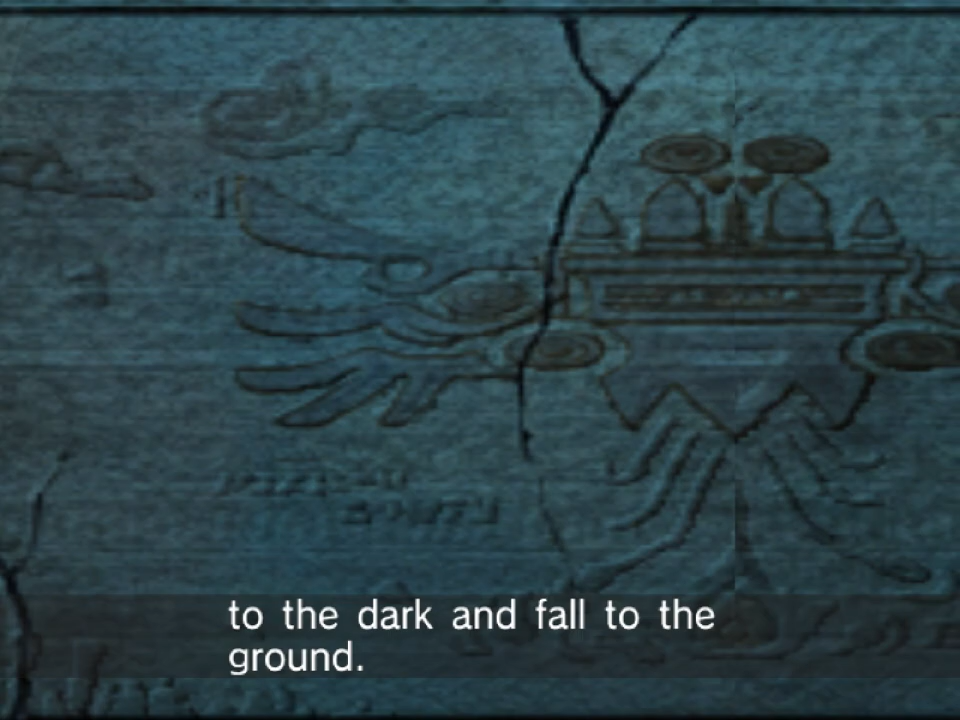 to the dark and fall to the
ground.